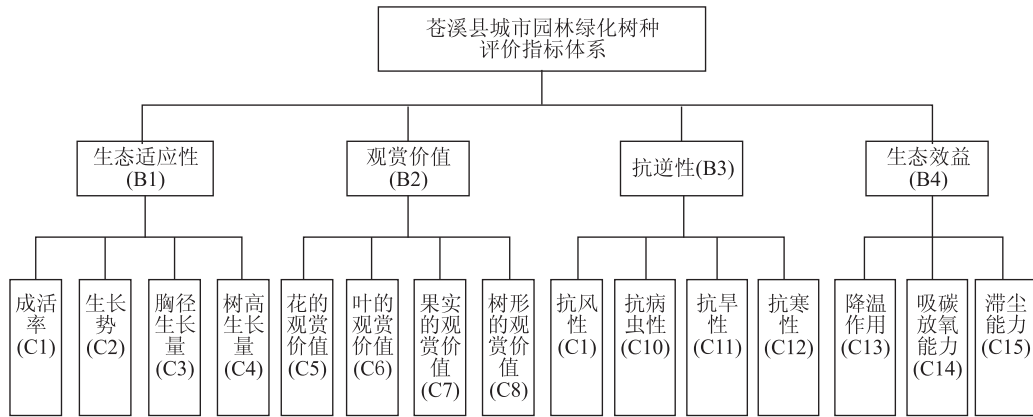 苍溪县城市园林绿化树种
评价指标体系
生态适应性
(B1)
观赏价值
(B2)
抗逆性(B3)
生态效益
(B4)
成活
率
(C1)
生长
势
(C2)
胸径
生长
量
(C3)
树高
生长
量
(C4)
花的
观赏
价值
(C5)
叶的
观赏
价值
(C6)
果实
的观
赏价
值
(C7)
树形
的观
赏价
值
(C8)
抗风
性
(C1)
抗病
虫性
(C10)
抗旱
性
(C11)
抗寒
性
(C12)
降温
作用
(C13)
吸碳
放氧
能力
(C14)
滞尘
能力
(C15)